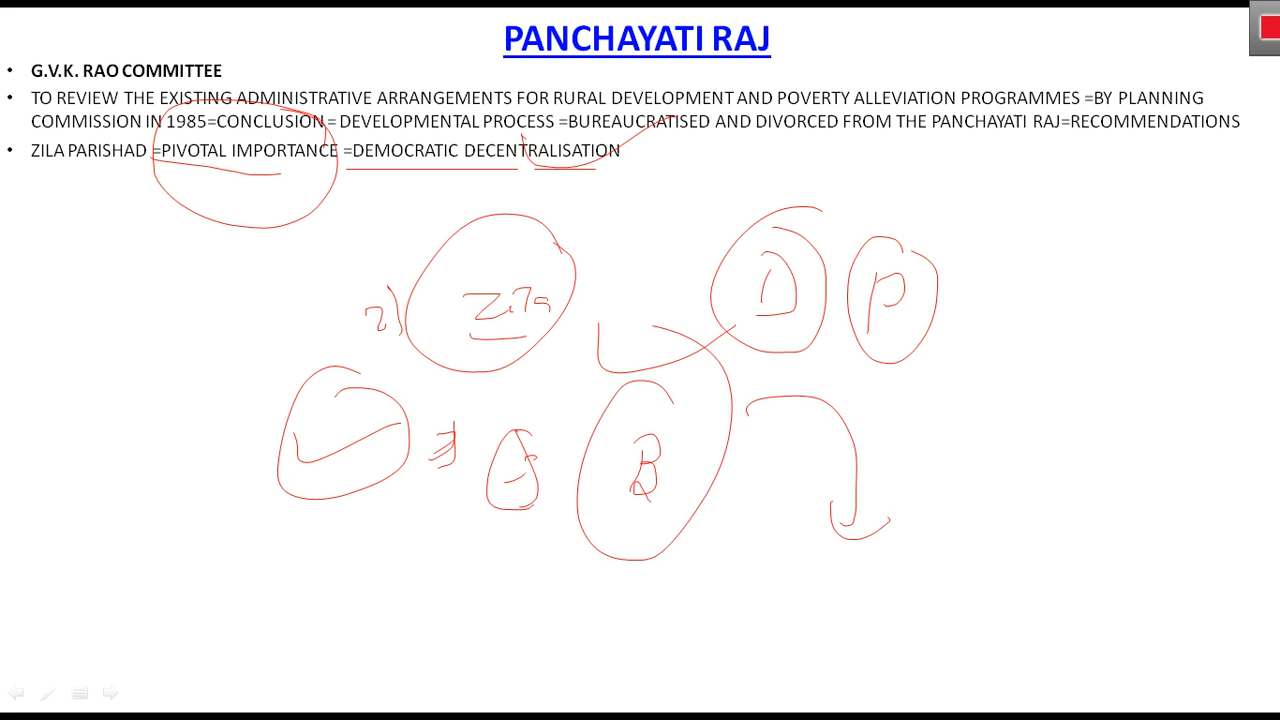 PANCHAYATI RAJ
• G.V.K. RAO COMMITTEE
• TO REVIEW THE EXISTING ADMINISTRATIVE ARRANGEMENTS FOR RURAL DEVELOPMENT AND POVERTY ALLEVIATION PROGRAMMES =BY PLANNING
COMMISSION IN 1985=CONCLUSION= DEVELOPMENTAL PROCESS =BUREAUCRATISED AND DIVORCED FROM THE PANCHAYATI RAJ=RECOMMENDATIONS
• ZILA PARISHAD =PIVOTAL IMPORTANCE =DEMOCRATIC DECENTRALISATION
2) Zila
D P
B